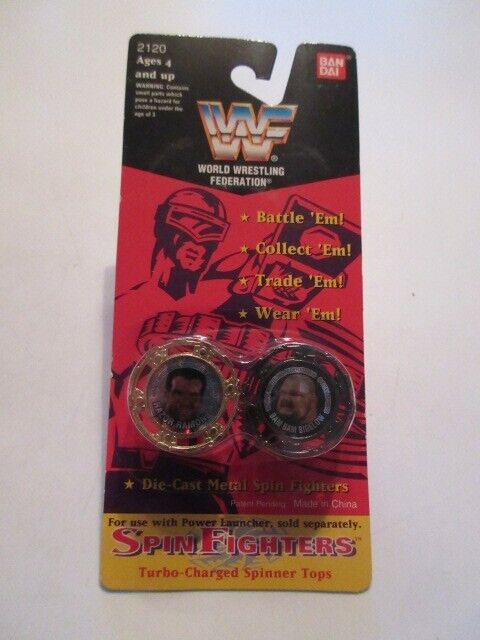 2120
Ages 4
and up
WARNING: Contains
small parts which
pose a hazard for
children under the
age of 3
BAN
DAI
WF
®
WORLD WRESTLING
FEDERATION®
★ Battle 'Em!
★ Collect 'Em!
★ Trade 'Em!
★ Wear 'Em!
RAZOR RAMON
BAM BAM BIGELOW
★ Die-Cast Metal Spin Fighters
Patent Pending Made in China
For use with Power Launcher, sold separately.
SPIN FIGHTERS™
Turbo-Charged Spinner Tops